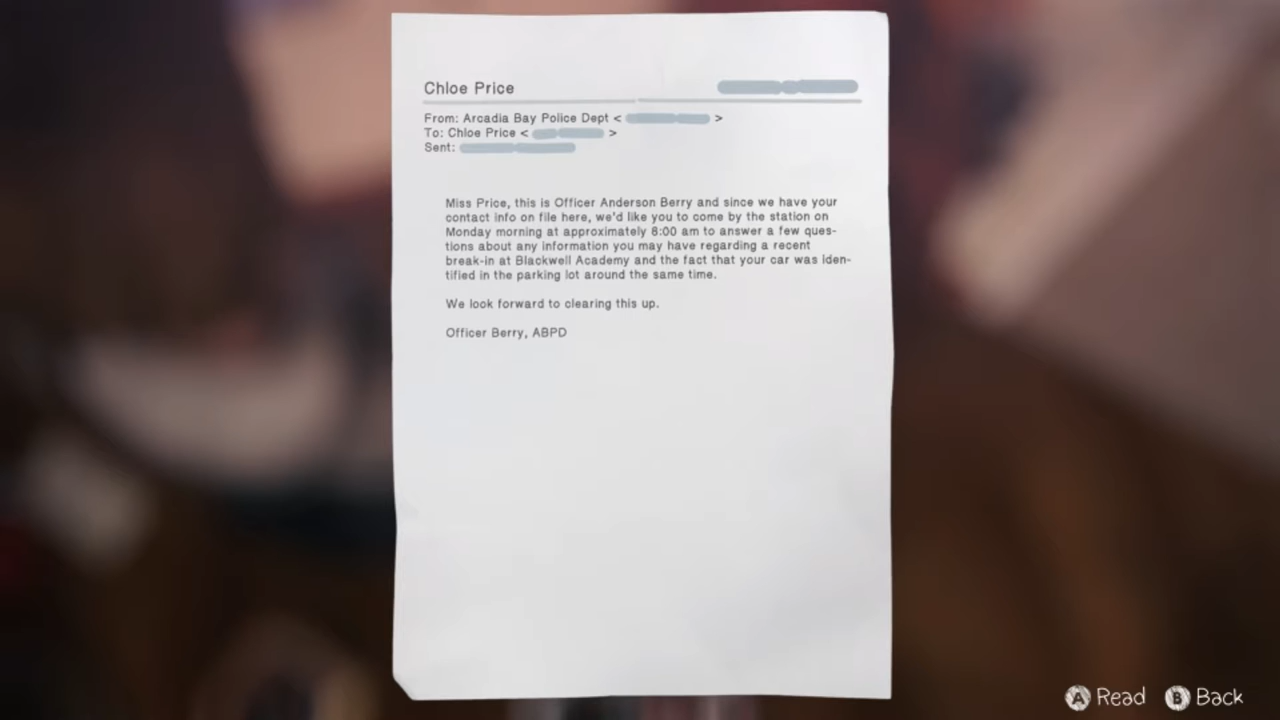 Chloe Price
From: Arcadia Bay Police Dept < >
To: Chloe Price < >
Sent:
Miss Price, this is Officer Anderson Berry and since we have your
contact info on file here, we'd like you to come by the station on
Monday morning at approximately 8:00 am to answer a few ques-
tions about any information you may have regarding a recent
break-in at Blackwell Academy and the fact that your car was iden-
tified in the parking lot around the same time.
We look forward to clearing this up.
Officer Berry, ABPD
A Read B Back